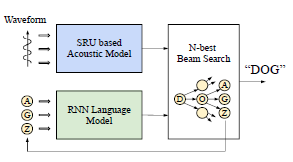 Waveform
SRU based
Acoustic Model
N-best
Beam Search
"DOG"
A
G
Z
RNN Language
Model
D
O
A
G
Z